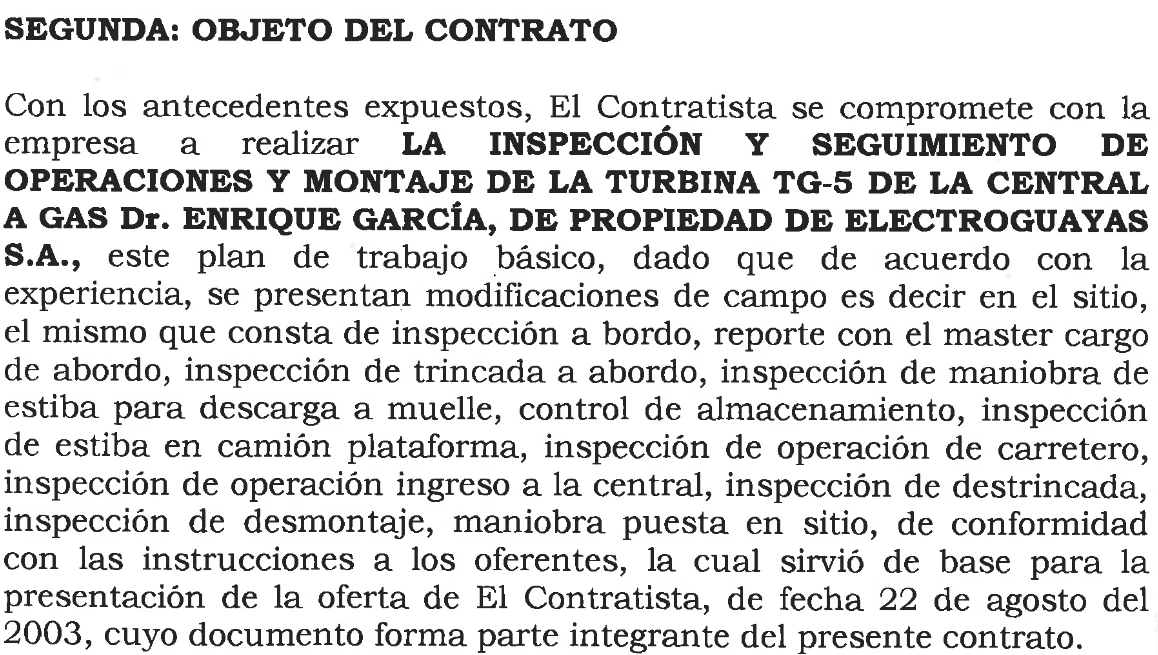 SEGUNDA: OBJETO DEL CONTRATO
Con los antecedentes expuestos, El Contratista se compromete con la
empresa a realizar LA INSPECCIÓN Y SEGUIMIENTO DE
OPERACIONES Y MONTAJE DE LA TURBINA TG-5 DE LA CENTRAL
A GAS Dr. ENRIQUE GARCÍA, DE PROPIEDAD DE ELECTROGUAYAS
S.A., este plan de trabajo básico, dado que de acuerdo con la
experiencia, se presentan modificaciones de campo es decir en el sitio,
el mismo que consta de inspección a bordo, reporte con el master cargo
de abordo, inspección de trincada a abordo, inspección de maniobra de
estiba para descarga a muelle, control de almacenamiento, inspección
de estiba en camión plataforma, inspección de operación de carretero,
inspección de operación ingreso a la central, inspección de destrincada,
inspección de desmontaje, maniobra puesta en sitio, de conformidad
con las instrucciones a los oferentes, la cual sirvió de base para la
presentación de la oferta de El Contratista, de fecha 22 de agosto del
2003, cuyo documento forma parte integrante del presente contrato.